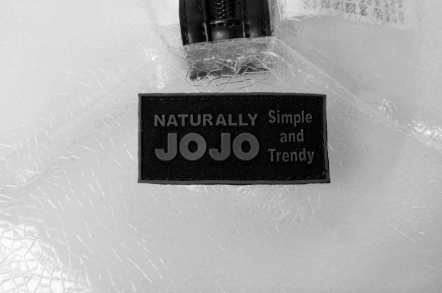 NATURALLY
JOJO
Simple
and
Trendy